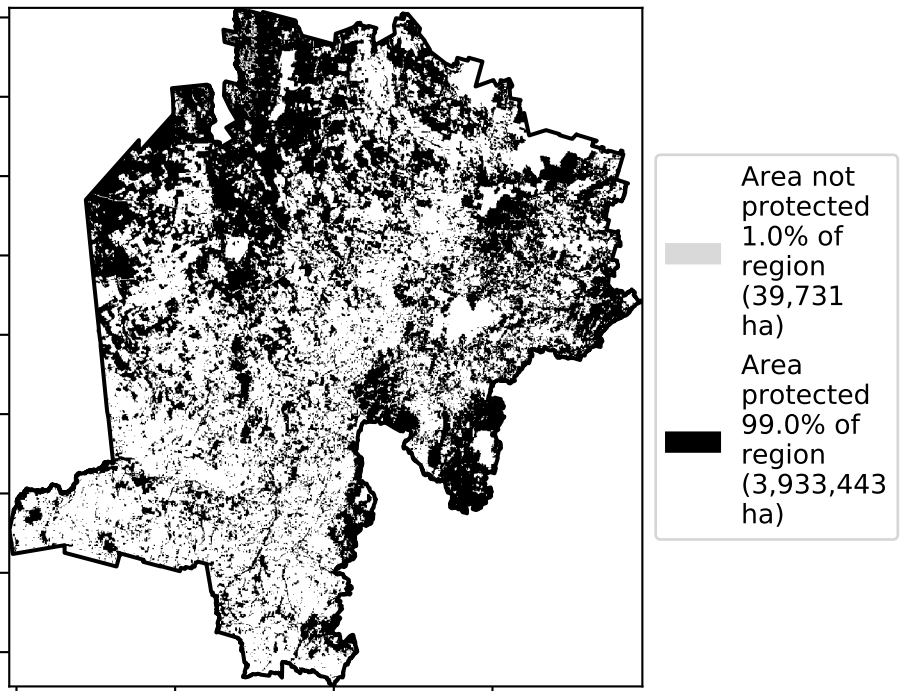 Area not
protected
1.0% of
region
(39,731
ha)
Area
protected
99.0% of
region
(3,933,443
ha)